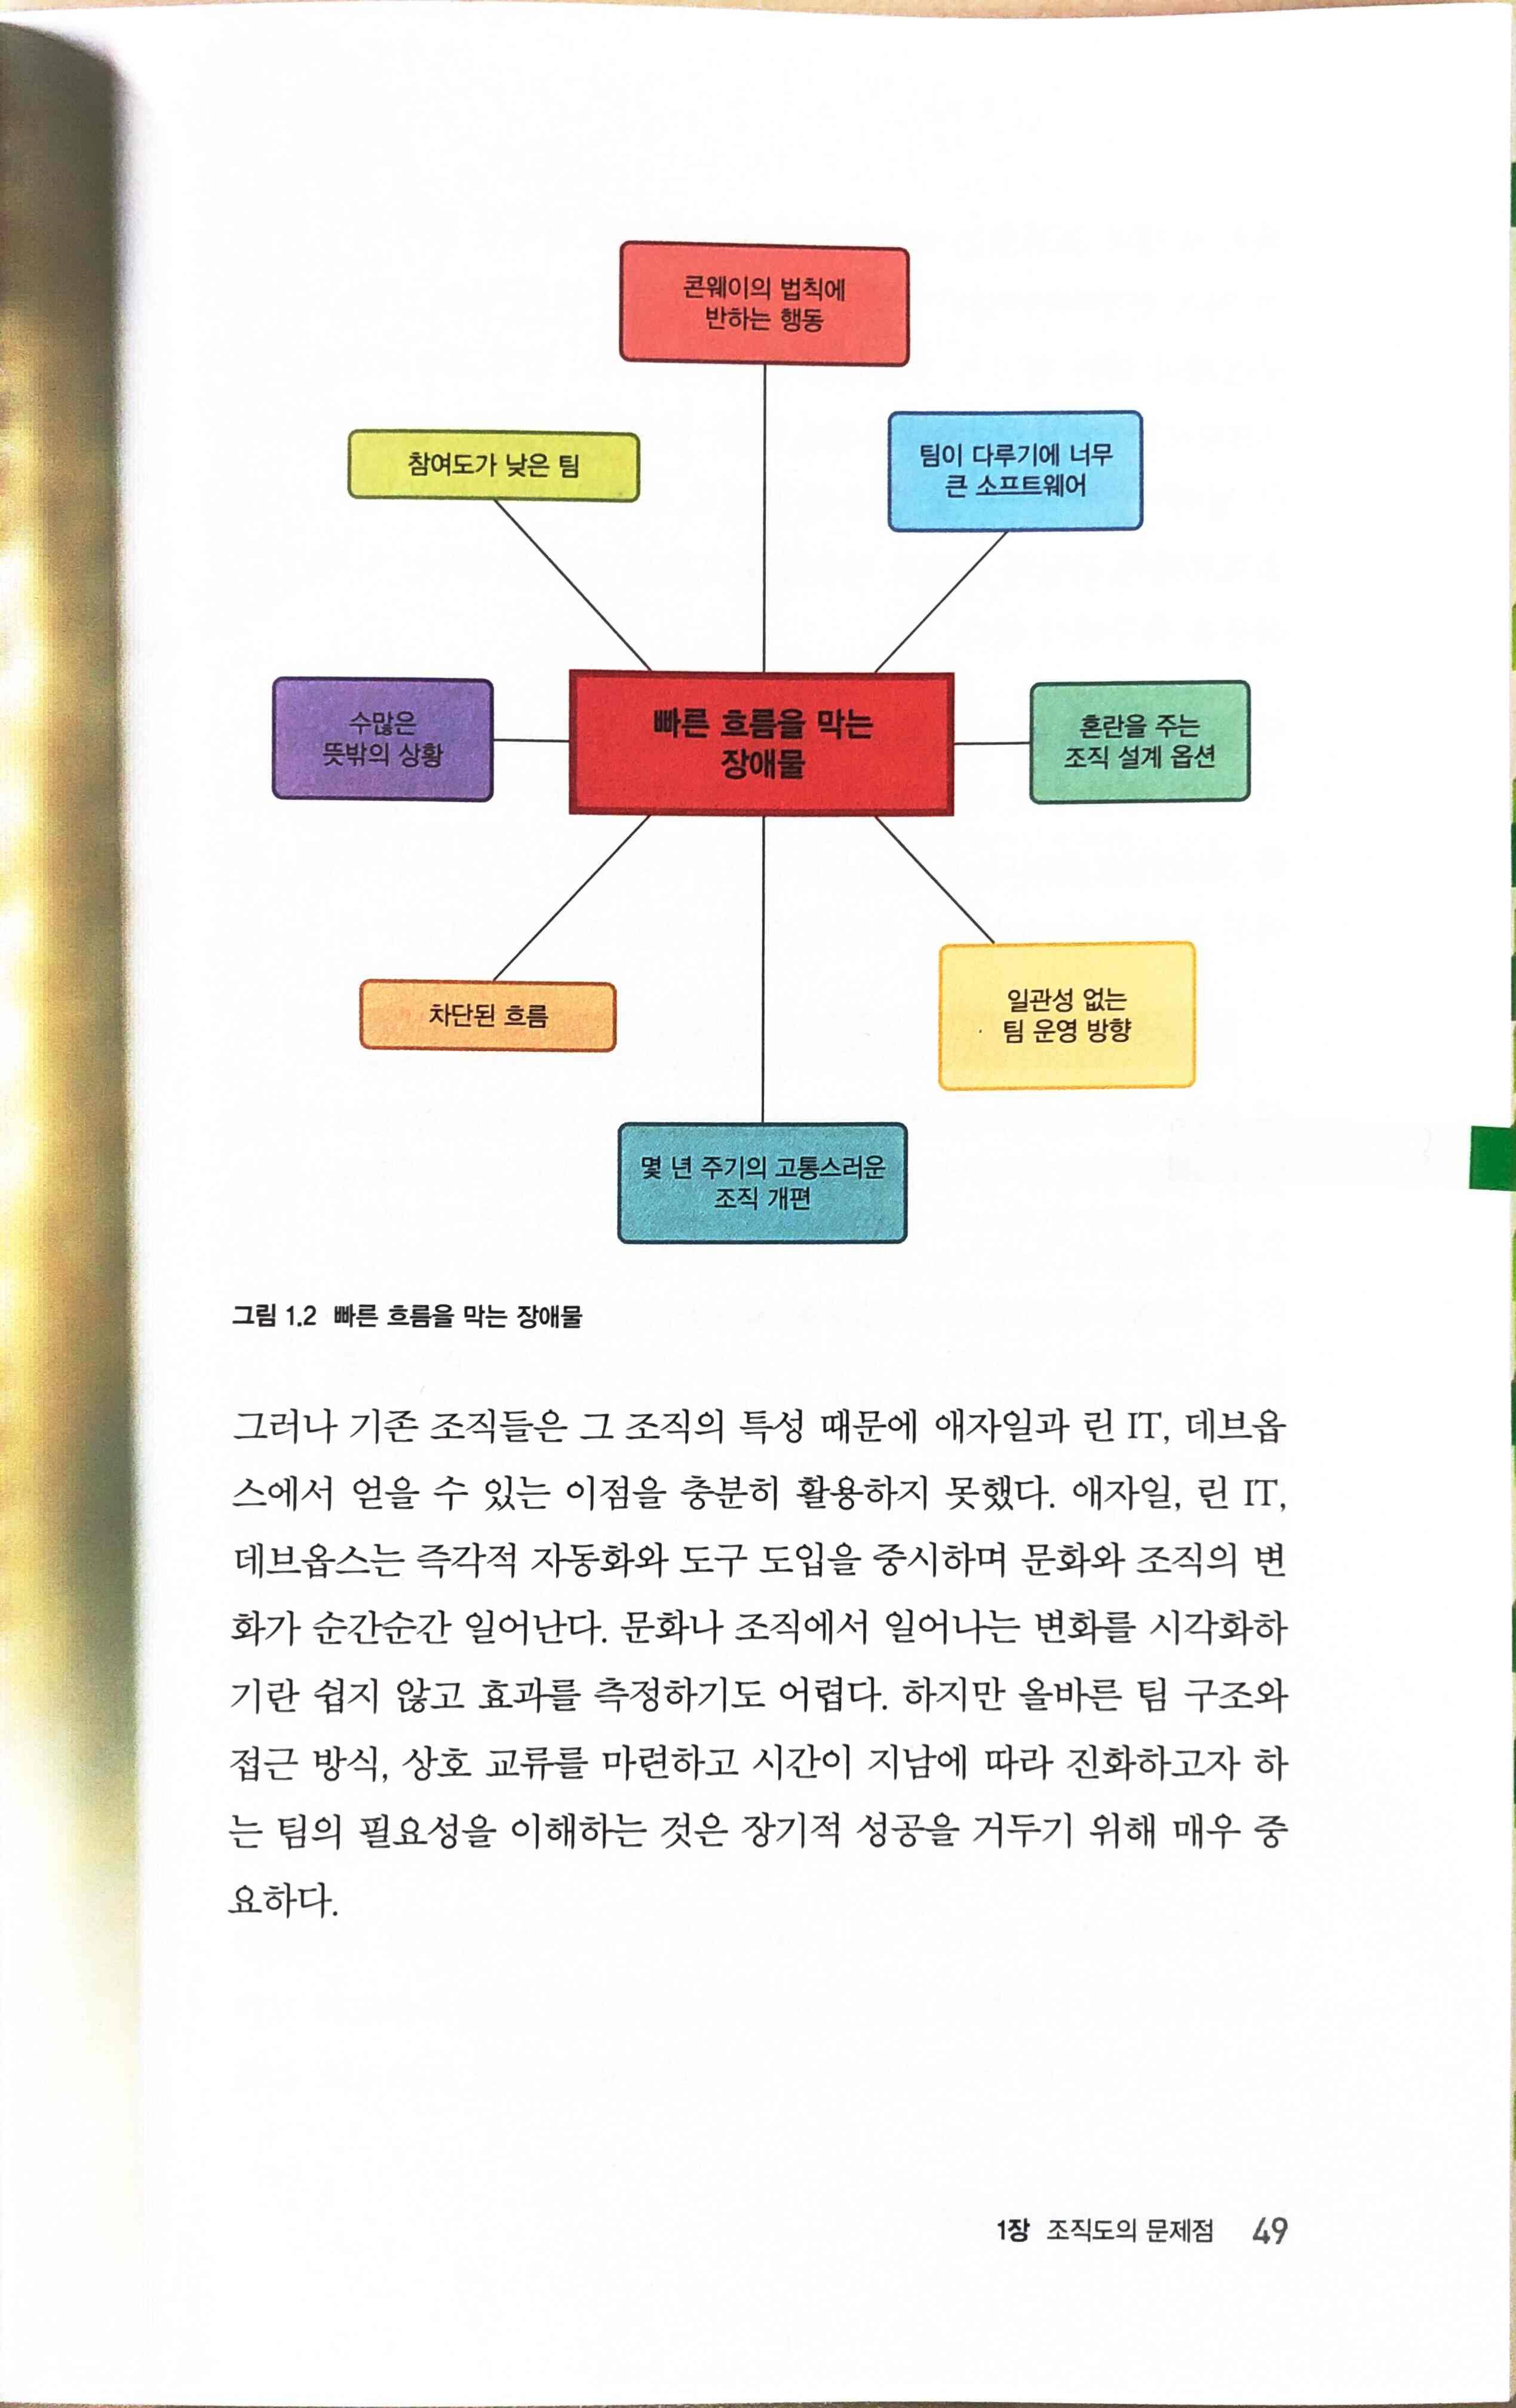 콘웨이의 법칙에
반하는 행동
참여도가 낮은 팀
팀이 다루기에 너무
큰 소프트웨어
수많은
뜻밖의 상황
빠른 흐름을 막는
장애물
혼란을 주는
조직 설계 옵션
차단된 흐름
일관성 없는
팀 운영 방향
몇 년 주기의 고통스러운
조직 개편
그림 1.2 빠른 흐름을 막는 장애물
그러나 기존 조직들은 그 조직의 특성 때문에 애자일과 린 IT, 데브옵
스에서 얻을 수 있는 이점을 충분히 활용하지 못했다. 애자일, 린 IT,
데브옵스는 즉각적 자동화와 도구 도입을 중시하며 문화와 조직의 변
화가 순간순간 일어난다. 문화나 조직에서 일어나는 변화를 시각화하
기란 쉽지 않고 효과를 측정하기도 어렵다. 하지만 올바른 팀 구조와
접근 방식, 상호 교류를 마련하고 시간이 지남에 따라 진화하고자 하
는 팀의 필요성을 이해하는 것은 장기적 성공을 거두기 위해 매우 중
요하다.
1장 조직도의 문제점 49